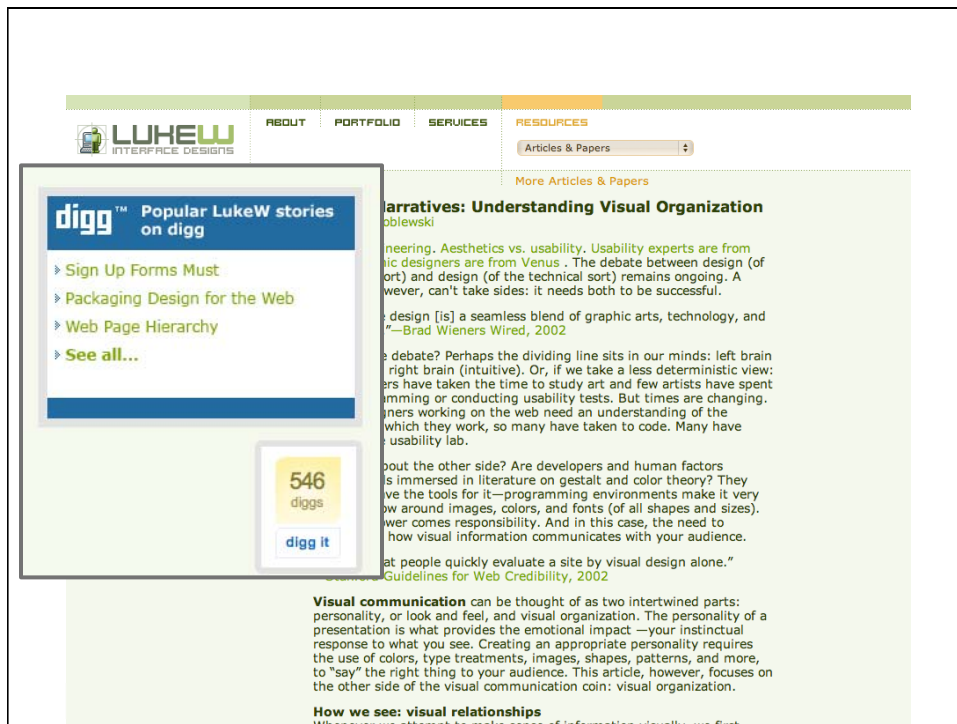 ABOUT
PORTFOLIO
SERVICES
RESOURCES
LUKEW
INTERFACE DESIGNS
Articles & Papers
More Articles & Papers
digg™ Popular LukeW stories
on digg
Sign Up Forms Must
Packaging Design for the Web
Web Page Hierarchy
See all...
546
diggs
digg it
Narratives: Understanding Visual Organization
oblewski
neering. Aesthetics vs. usability. Usability experts are from
ic designers are from Venus . The debate between design (of
ort) and design (of the technical sort) remains ongoing. A
wever, can't take sides: it needs both to be successful.
design [is] a seamless blend of graphic arts, technology, and
”—Brad Wieners Wired, 2002
e debate? Perhaps the dividing line sits in our minds: left brain
right brain (intuitive). Or, if we take a less deterministic view:
ers have taken the time to study art and few artists have spent
amming or conducting usability tests. But times are changing.
gners working on the web need an understanding of the
which they work, so many have taken to code. Many have
usability lab.
bout the other side? Are developers and human factors
ls immersed in literature on gestalt and color theory? They
ve the tools for it—programming environments make it very
ow around images, colors, and fonts (of all shapes and sizes).
ower comes responsibility. And in this case, the need to
how visual information communicates with your audience.
at people quickly evaluate a site by visual design alone.”
Guidelines for Web Credibility, 2002
Visual communication can be thought of as two intertwined parts:
personality, or look and feel, and visual organization. The personality of a
presentation is what provides the emotional impact —your instinctual
response to what you see. Creating an appropriate personality requires
the use of colors, type treatments, images, shapes, patterns, and more,
to “say” the right thing to your audience. This article, however, focuses on
the other side of the visual communication coin: visual organization.
How we see: visual relationships